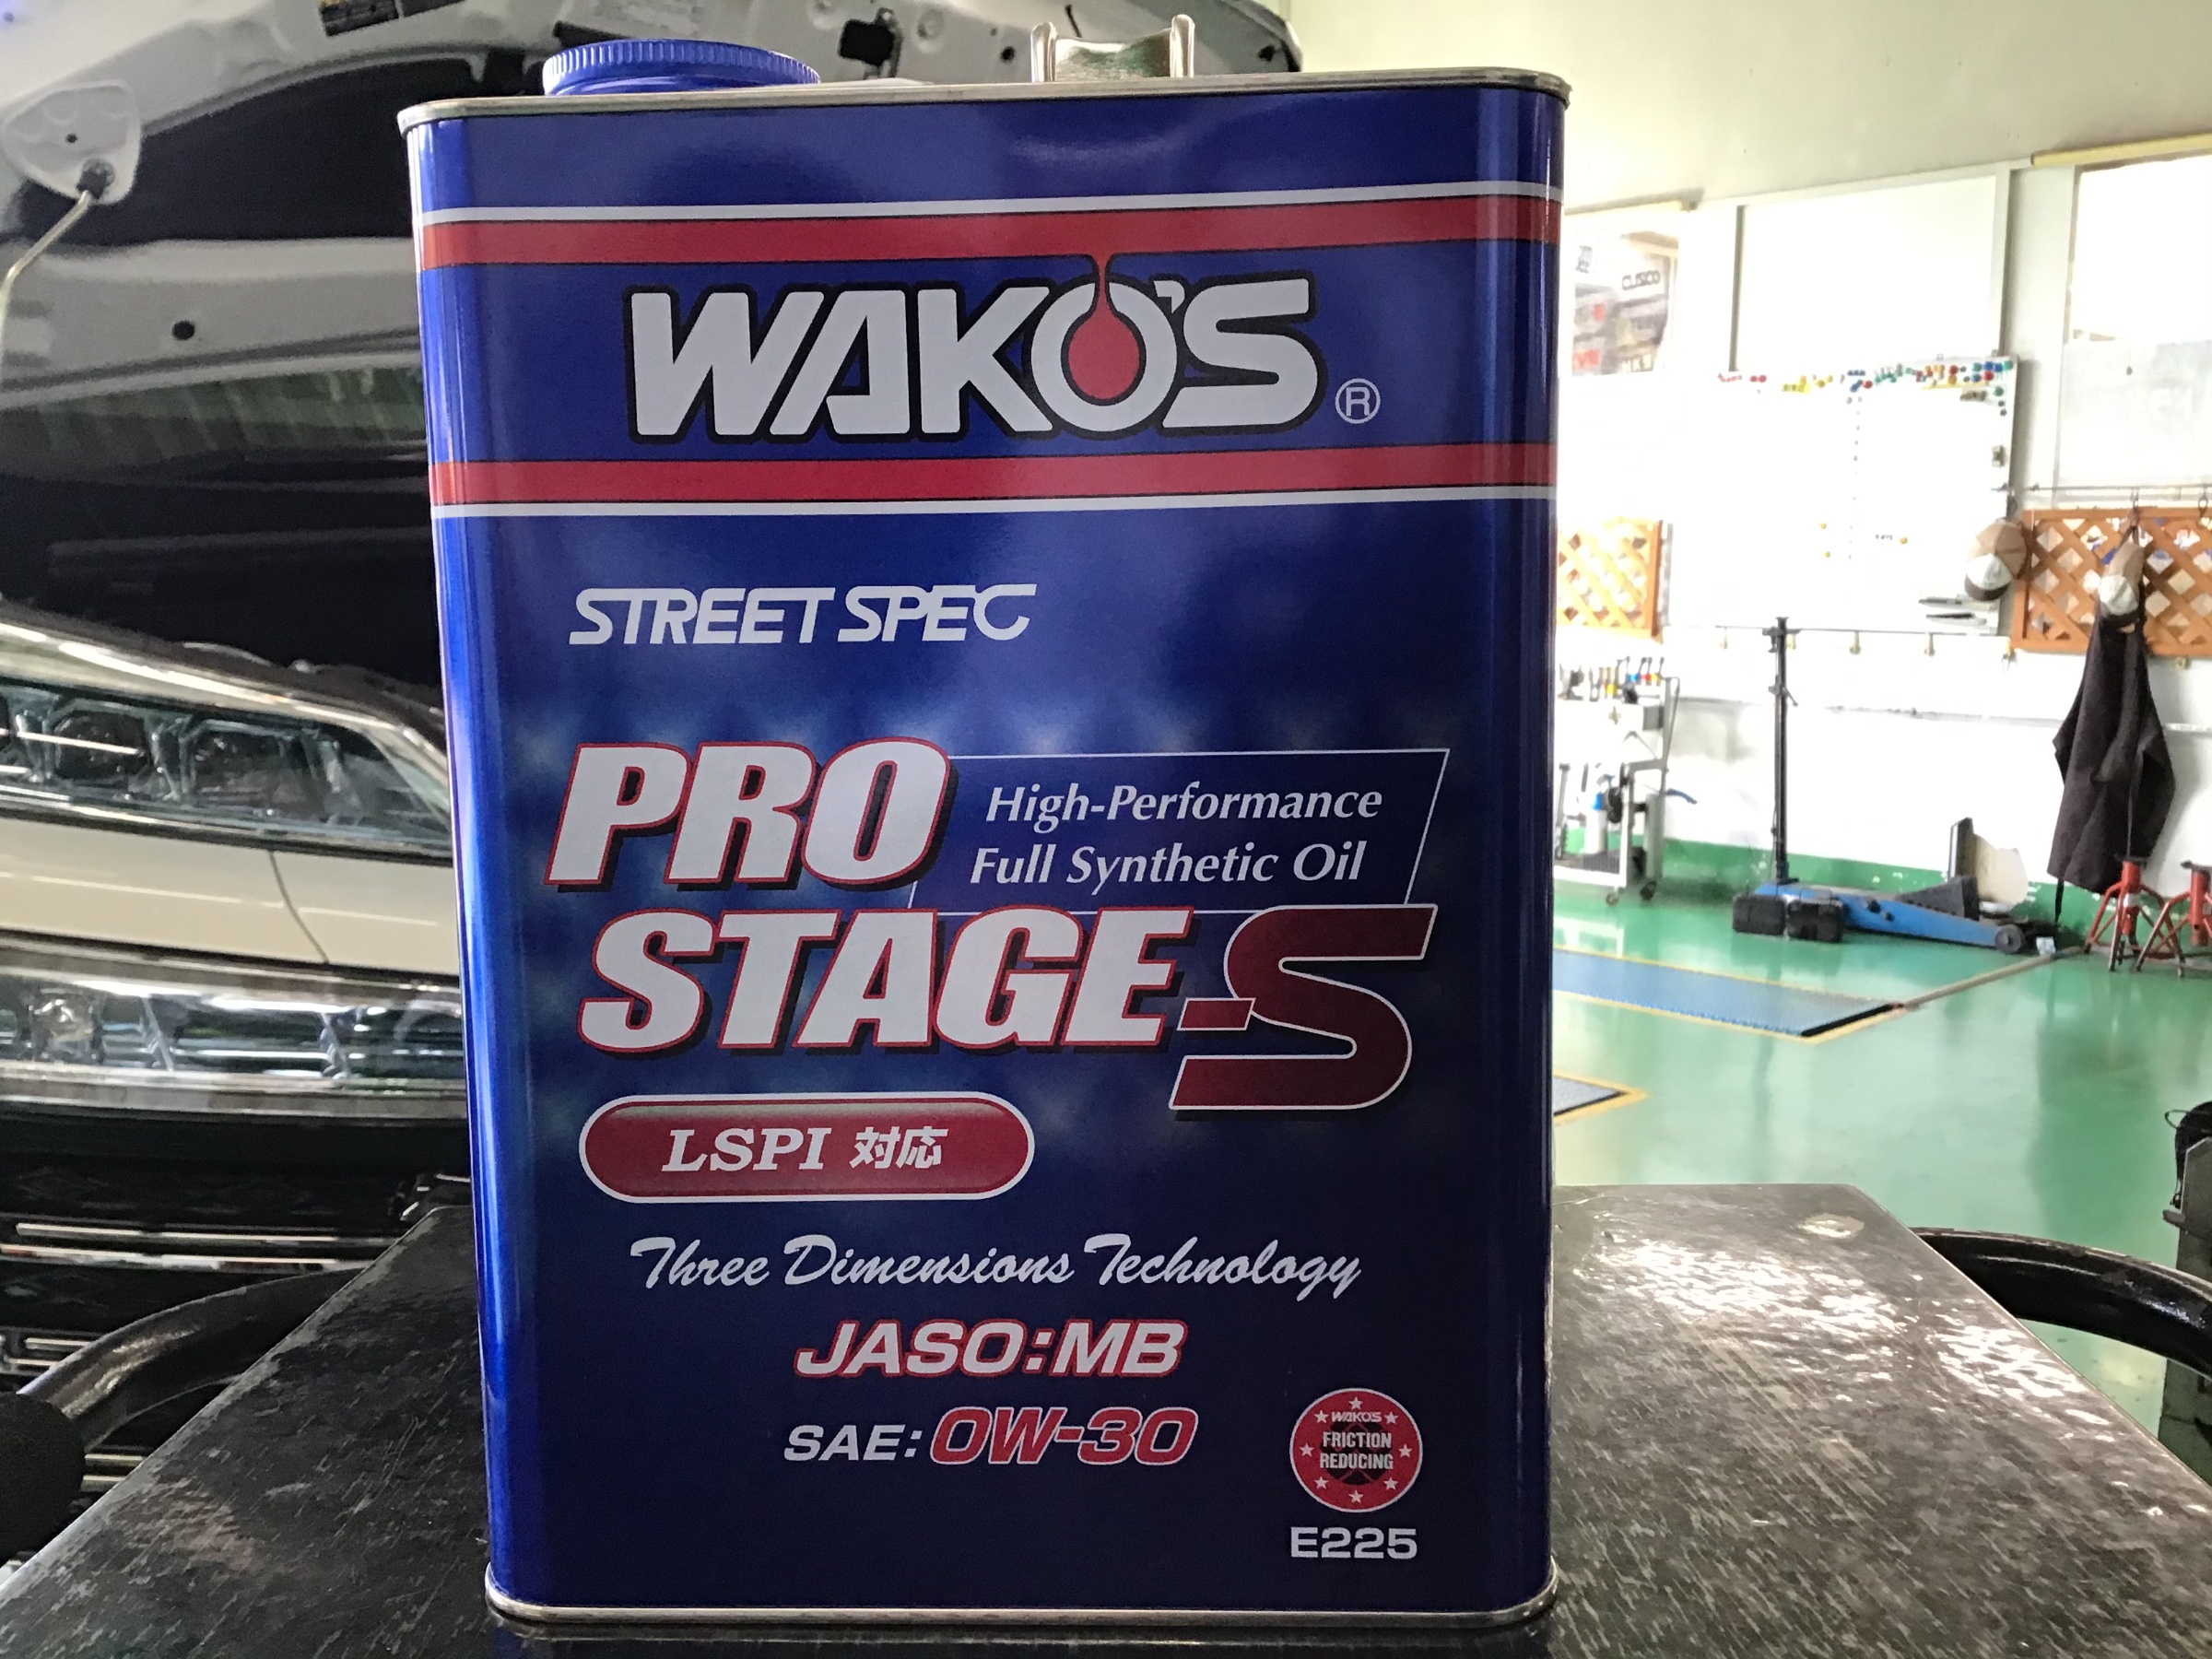 WAKO'S®
STREET SPEC
PRO
High-Performance
Full Synthetic Oil
STAGE-S
LSPI 対応
Three Dimensions Technology
JASO:MB
SAE: 0W-30
WAKO'S
FRICTION
REDUCING
E225
CUSCO